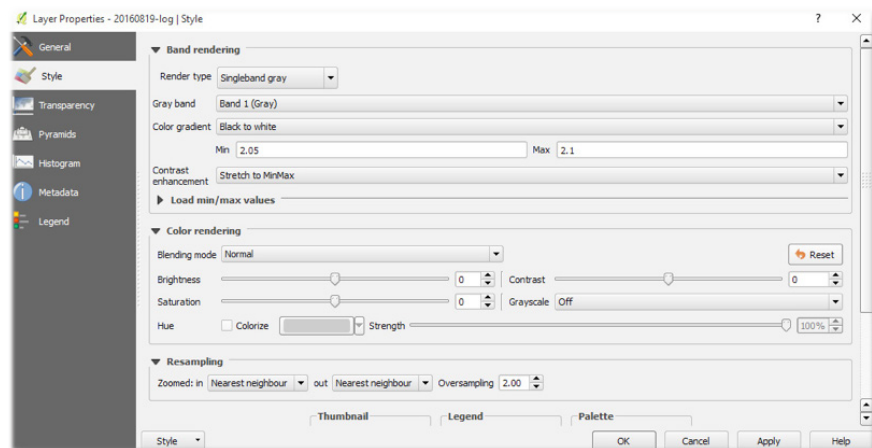 Layer Properties - 20160819-log | Style
? ×
General
Style
Transparency
Pyramids
Histogram
Metadata
Legend
Band rendering
Render type Singleband gray
Gray band Band 1 (Gray)
Color gradient Black to white
Min 2.05 Max 2.1
Contrast enhancement Stretch to MinMax
Load min/max values
Color rendering
Blending mode Normal Reset
Brightness 0 Contrast 0
Saturation 0 Grayscale Off
Hue Colorize Strength 100%
Resampling
Zoomed: in Nearest neighbour out Nearest neighbour Oversampling 2.00
Thumbnail Legend Palette
Style OK Cancel Apply Help